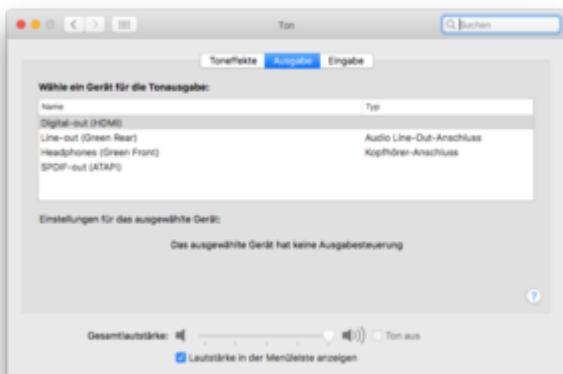 Ton
Suchen
Toneffekte Ausgabe Eingabe
Wähle ein Gerät für die Tonausgabe:
Name Typ
Digital-out (HDMI)
Line-out (Green Rear) Audio Line-Out-Anschluss
Headphones (Green Front) Kopfhörer-Anschluss
SPDIF-out (ATAPI)
Einstellungen für das ausgewählte Gerät:
Das ausgewählte Gerät hat keine Ausgabesteuerung
?
Gesamtlautstärke: Ton aus
Lautstärke in der Menüleiste anzeigen